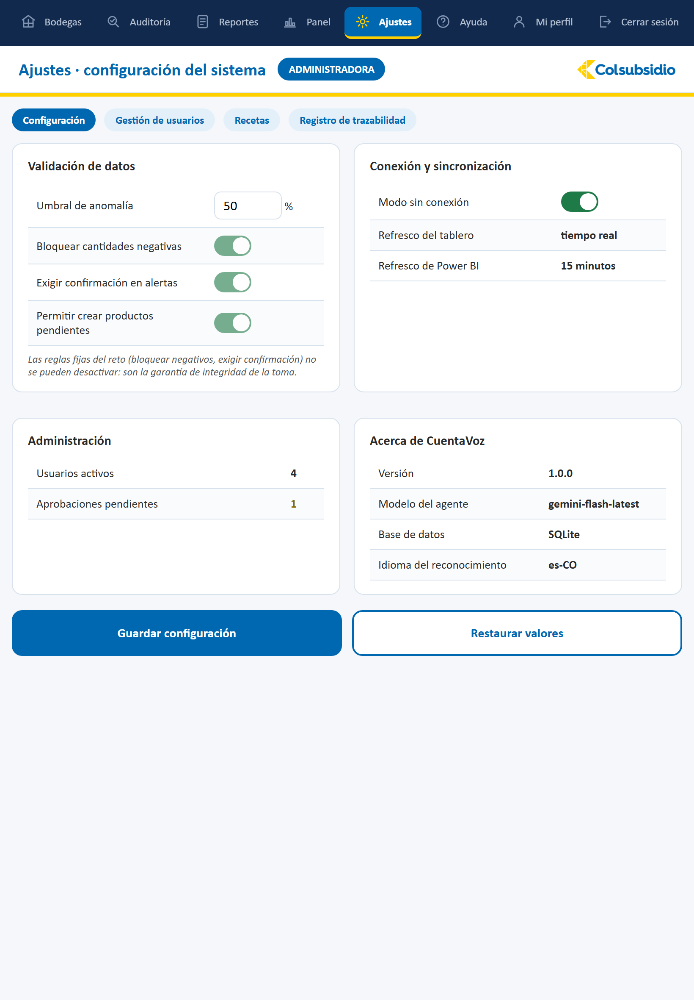 Bodegas
Auditoría
Reportes
Panel
Ajustes
Ayuda
Mi perfil
Cerrar sesión
Ajustes · configuración del sistema
ADMINISTRADORA
Colsubsidio
Configuración
Gestión de usuarios
Recetas
Registro de trazabilidad
Validación de datos
Umbral de anomalía
50 %
Bloquear cantidades negativas
Exigir confirmación en alertas
Permitir crear productos
pendientes
Las reglas fijas del reto (bloquear negativos, exigir confirmación) no
se pueden desactivar: son la garantía de integridad de la toma.
Conexión y sincronización
Modo sin conexión
Refresco del tablero tiempo real
Refresco de Power BI 15 minutos
Administración
Usuarios activos 4
Aprobaciones pendientes 1
Acerca de CuentaVoz
Versión 1.0.0
Modelo del agente gemini-flash-latest
Base de datos SQLite
Idioma del reconocimiento es-CO
Guardar configuración
Restaurar valores